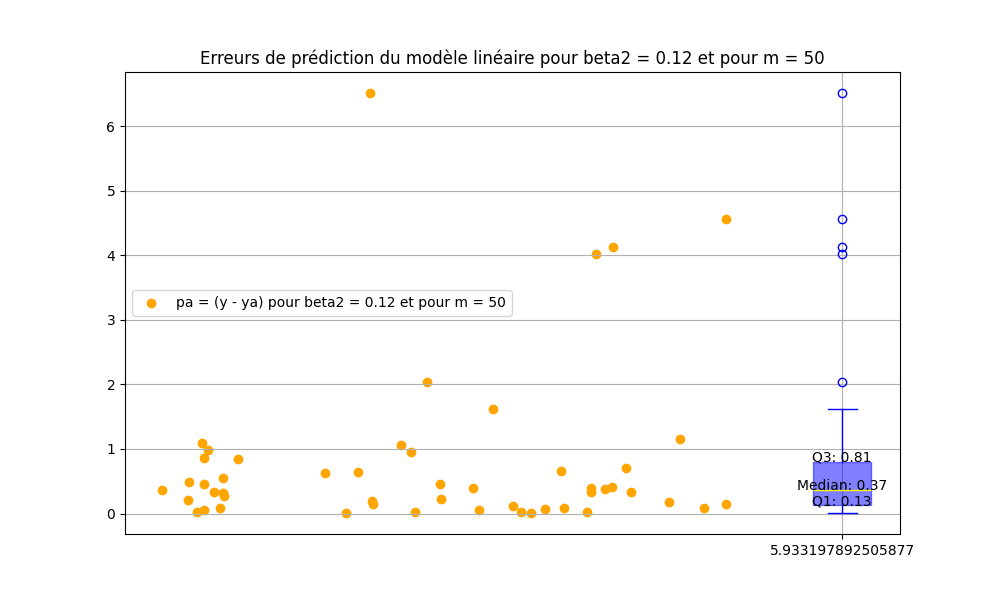 Erreurs de prédiction du modèle linéaire pour beta2 = 0.12 et pour m = 50
6
5
4
3
2
1
0
pa = (y - ya) pour beta2 = 0.12 et pour m = 50
Q3: 0.81
Median: 0.37
Q1: 0.13
5.933197892505877